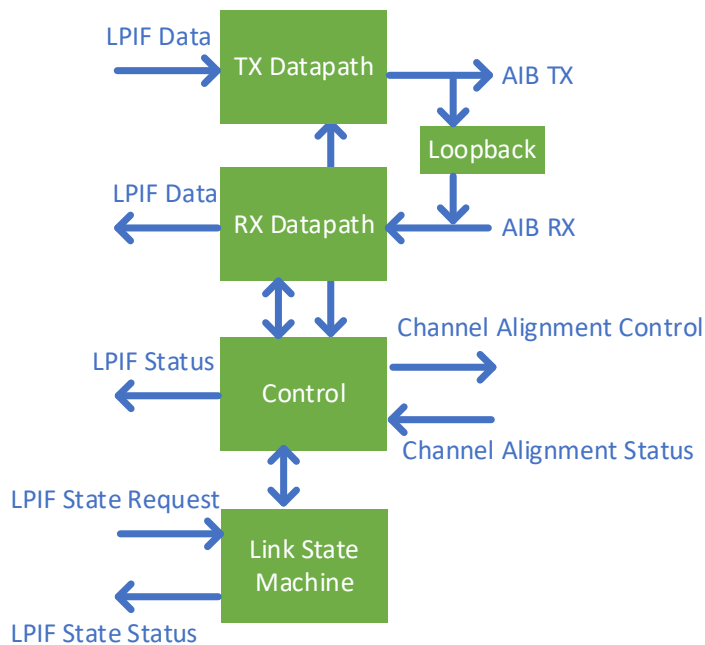 LPIF Data
TX Datapath
AIB TX
Loopback
LPIF Data
RX Datapath
AIB RX
Channel Alignment Control
LPIF Status
Control
Channel Alignment Status
LPIF State Request
Link State
Machine
LPIF State Status